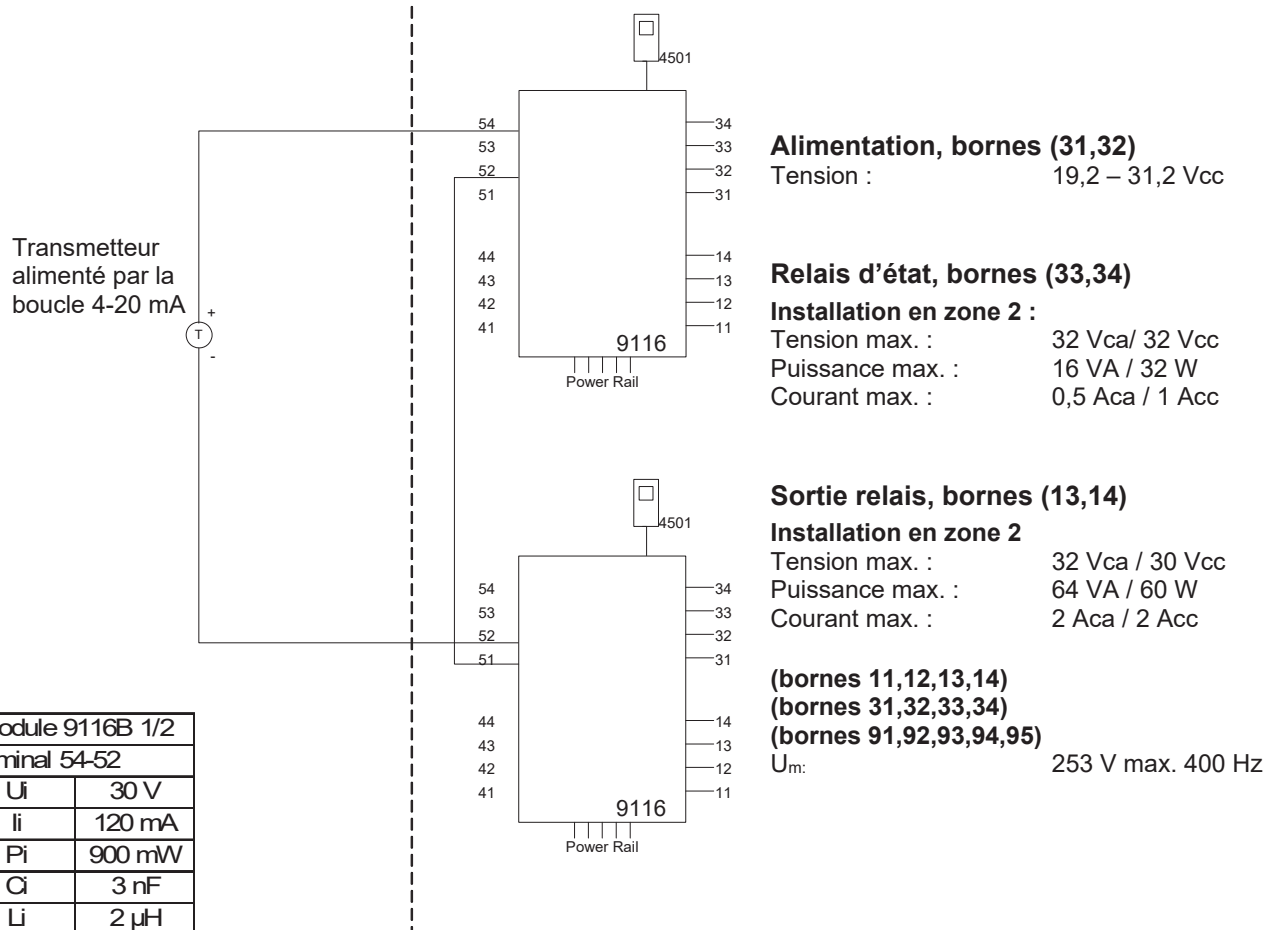 4501
54
53
52
51
44
43
42
41
34
33
32
31
14
13
12
11
9116
Power Rail
Transmetteur
alimenté par la
boucle 4-20 mA
+
T
-
4501
54
53
52
51
44
43
42
41
34
33
32
31
14
13
12
11
9116
Power Rail
Alimentation, bornes (31,32)
Tension : 19,2 – 31,2 Vcc
Relais d’état, bornes (33,34)
Installation en zone 2 :
Tension max. : 32 Vca/ 32 Vcc
Puissance max. : 16 VA / 32 W
Courant max. : 0,5 Aca / 1 Acc
Sortie relais, bornes (13,14)
Installation en zone 2
Tension max. : 32 Vca / 30 Vcc
Puissance max. : 64 VA / 60 W
Courant max. : 2 Aca / 2 Acc
(bornes 11,12,13,14)
(bornes 31,32,33,34)
(bornes 91,92,93,94,95)
Um: 253 V max. 400 Hz
odule 9116B 1/2
minal 54-52
Ui 30 V
Ii 120 mA
Pi 900 mW
Ci 3 nF
Li 2 µH